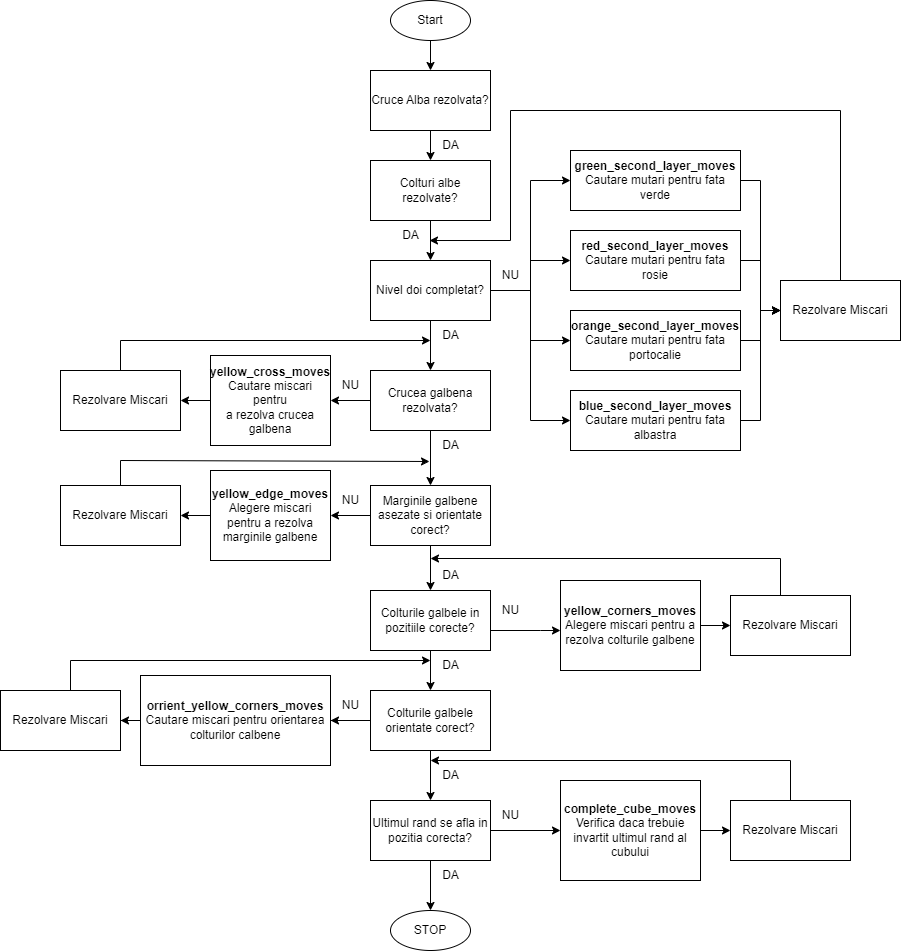 Start
Cruce Alba rezolvata?
DA
Colturi albe
rezolvate?
DA
Nivel doi completat?
NU
green_second_layer_moves
Cautare mutari pentru fata
verde
red_second_layer_moves
Cautare mutari pentru fata
rosie
orange_second_layer_moves
Cautare mutari pentru fata
portocalie
blue_second_layer_moves
Cautare mutari pentru fata
albastra
Rezolvare Miscari
DA
Crucea galbena
rezolvata?
NU
yellow_cross_moves
Cautare miscari
pentru
a rezolva crucea
galbena
Rezolvare Miscari
DA
Marginile galbene
asezate si orientate
corect?
NU
yellow_edge_moves
Alegere miscari
pentru a rezolva
marginile galbene
Rezolvare Miscari
DA
Colturile galbele in
pozitiile corecte?
NU
yellow_corners_moves
Alegere miscari pentru a
rezolva colturile galbene
Rezolvare Miscari
DA
Colturile galbele
orientate corect?
NU
orrient_yellow_corners_moves
Cautare miscari pentru orientarea
colturilor calbene
Rezolvare Miscari
DA
Ultimul rand se afla in
pozitia corecta?
NU
complete_cube_moves
Verifica daca trebuie
invartit ultimul rand al
cubului
Rezolvare Miscari
DA
STOP